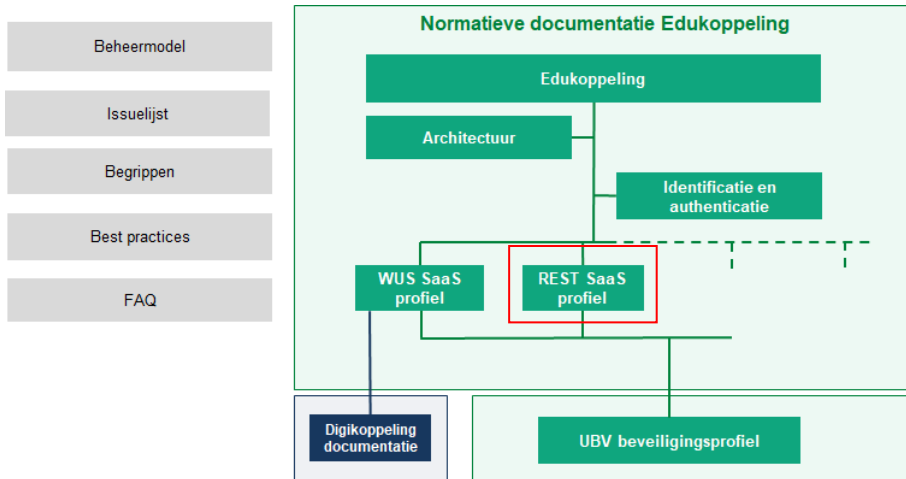 Beheermodel
Issuelijst
Begrippen
Best practices
FAQ
Normatieve documentatie Edukoppeling
Edukoppeling
Architectuur
Identificatie en
authenticatie
WUS SaaS
profiel
REST SaaS
profiel
Digikoppeling
documentatie
UBV beveiligingsprofiel